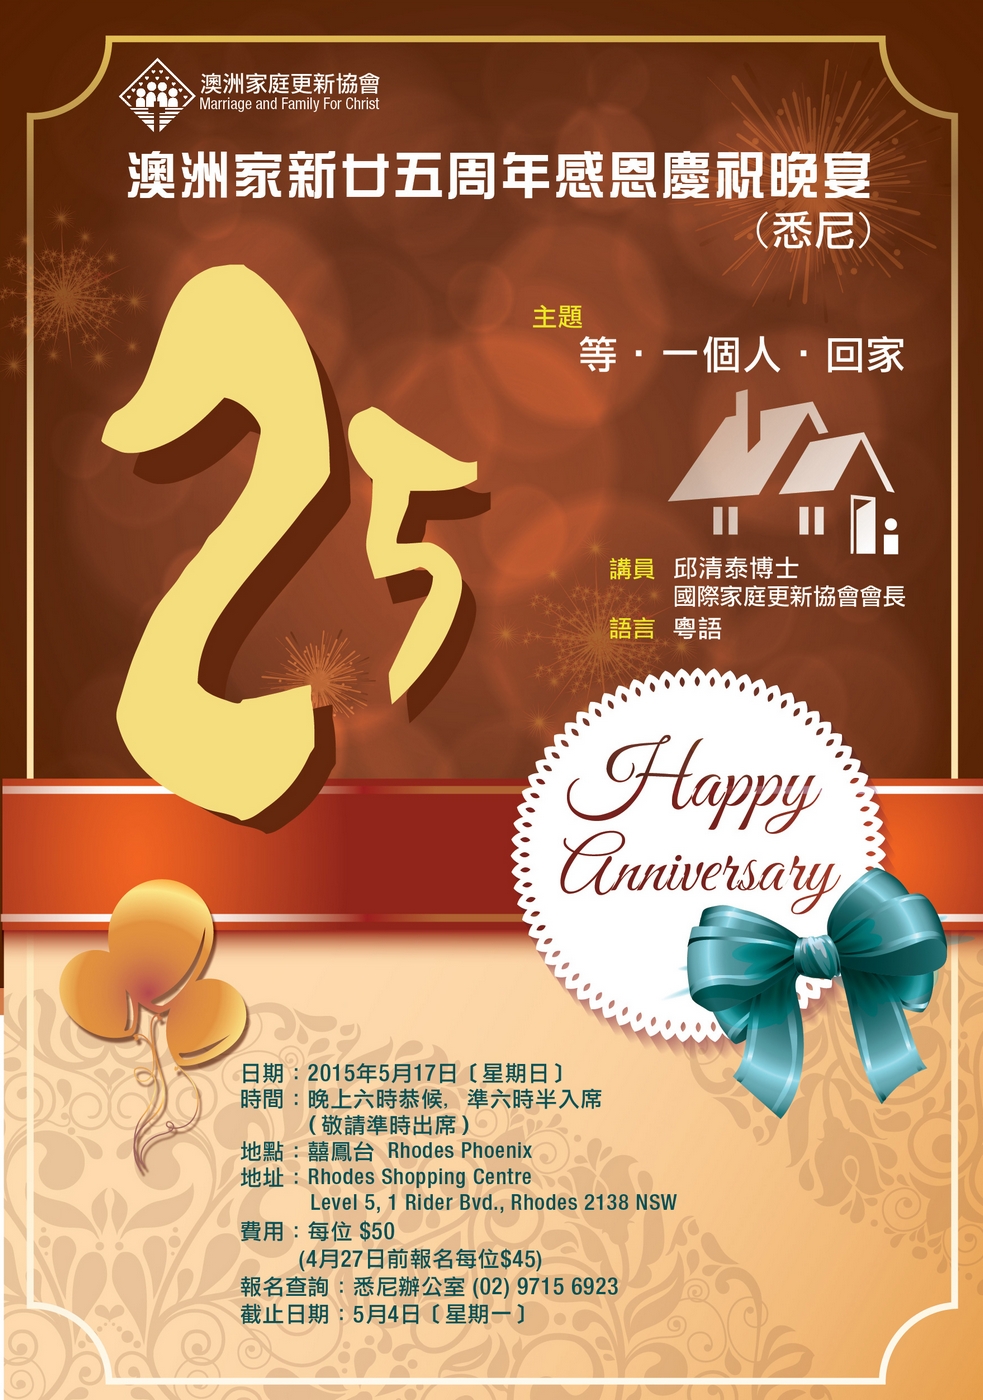 澳洲家庭更新協會
Marriage and Family For Christ
澳洲家新廿五周年感恩慶祝晚宴
（悉尼）
25
主題
等．一個人．回家
講員 邱清泰博士
國際家庭更新協會會長
語言 粵語
Happy
Anniversary
日期：2015年5月17日〔星期日〕
時間：晚上六時恭候，準六時半入席
(敬請準時出席)
地點：囍鳳台 Rhodes Phoenix
地址：Rhodes Shopping Centre
Level 5, 1 Rider Bvd., Rhodes 2138 NSW
費用：每位 $50
(4月27日前報名每位$45)
報名查詢：悉尼辦公室 (02) 9715 6923
截止日期：5月4日〔星期一〕